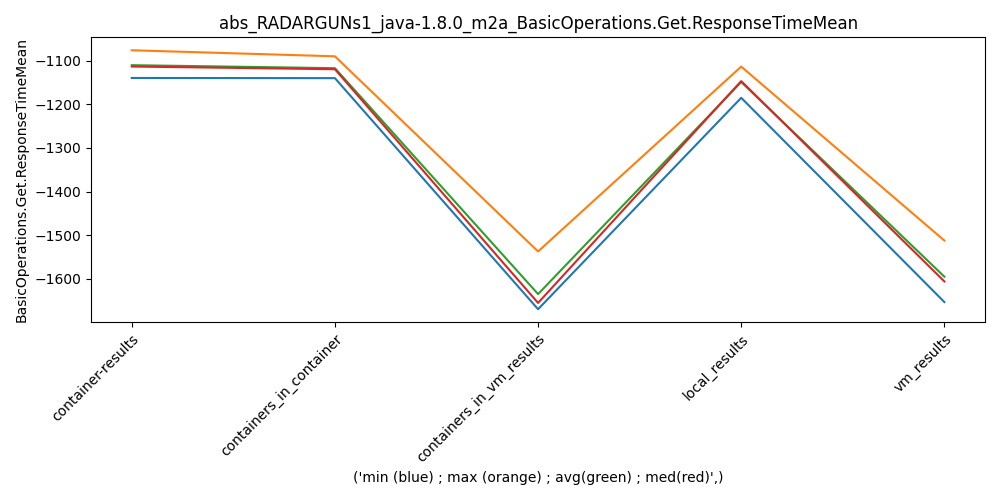 abs_RADARGUNs1_java-1.8.0_m2a_BasicOperations.Get.ResponseTimeMean
BasicOperations.Get.ResponseTimeMean
−1100
−1200
−1300
−1400
−1500
−1600
container-results
containers_in_container
containers_in_vm_results
local_results
vm_results
('min (blue) ; max (orange) ; avg(green) ; med(red)',)